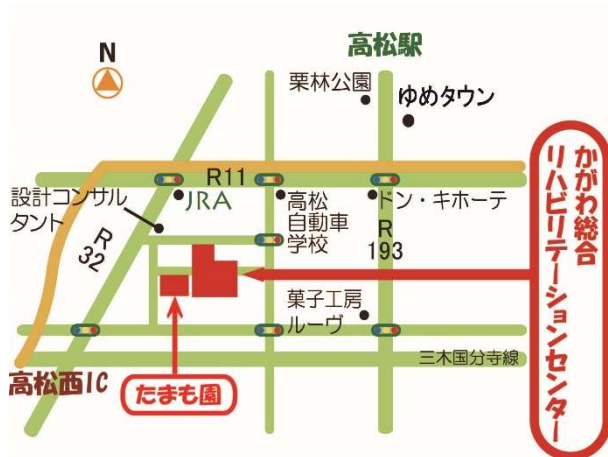 高松駅
N
栗林公園
ゆめタウン
R11
設計コンサル
タント
JRA
高松
自動車
学校
ドン・キホーテ
R
193
R
32
菓子工房
ルーヴ
三木国分寺線
高松西IC
たまも園
かがわ総合
リハビリテーションセンター